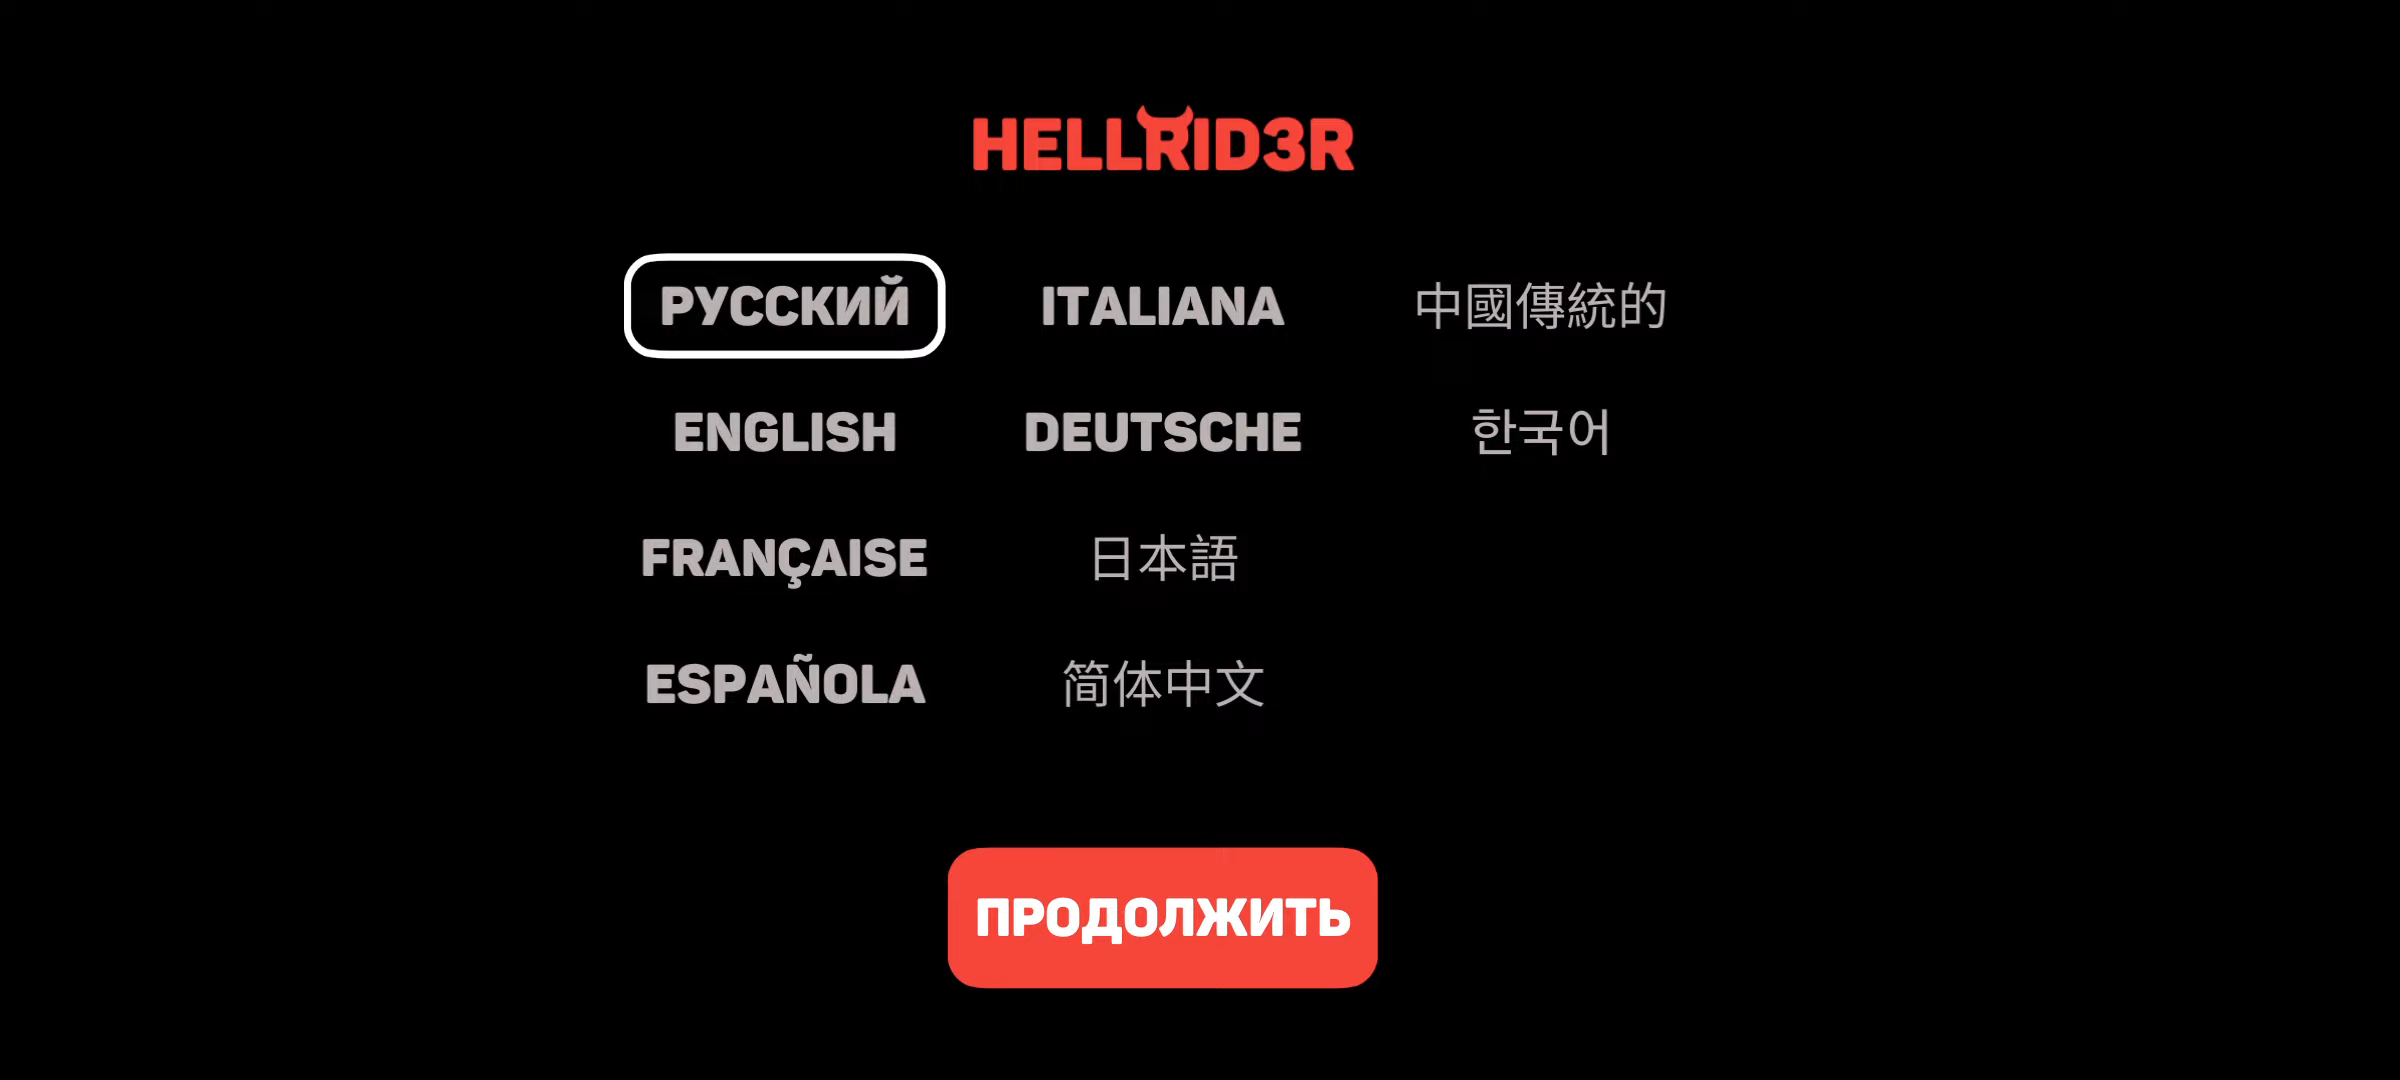 HELLRID3R
РУССКИЙ ITALIANA 中國傳統的
ENGLISH DEUTSCHE 한국어
FRANÇAISE 日本語
ESPAÑOLA 简体中文
ПРОДОЛЖИТЬ